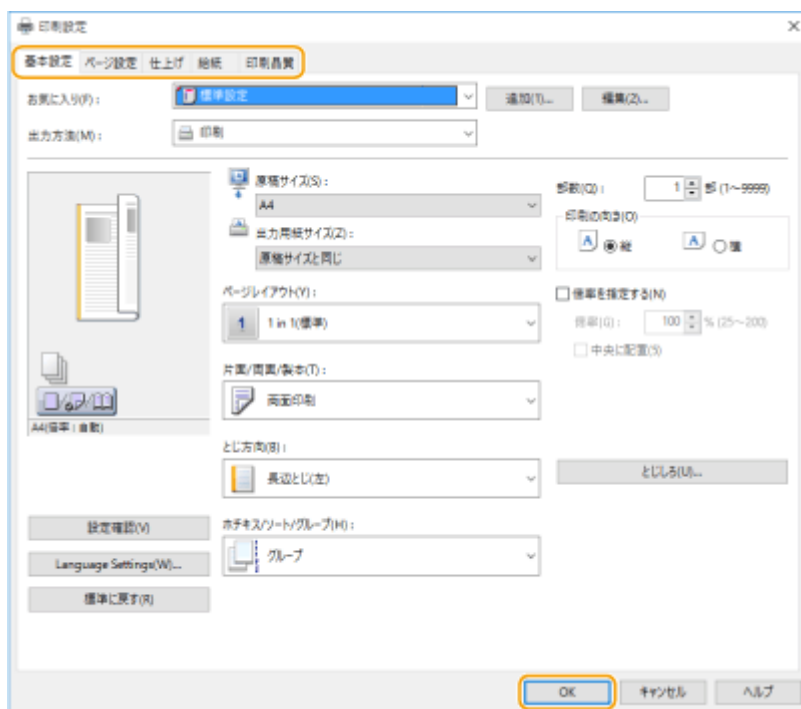 印刷設定
基本設定 ページ設定 仕上げ 給紙 印刷品質
お気に入り(F): 標準設定 追加(1)... 編集(2)...
出力方法(M): 印刷
原稿サイズ(S):
A4
出力用紙サイズ(Z):
原稿サイズと同じ
ページレイアウト(Y):
1 1 in 1(標準)
片面/両面/製本(T):
両面印刷
とじ方向(B):
長辺とじ(左)
ホチキス/ソート/グループ(H):
グループ
部数(Q): 1 部 (1~9999)
印刷の向き(O)
A 縦 A 横
倍率を指定する(N)
倍率(G): 100 % (25~200)
中央に配置(5)
とじしろ(U)...
A4(倍率:自動)
設定確認(V)
Language Settings(W)...
標準に戻す(R)
OK キャンセル ヘルプ